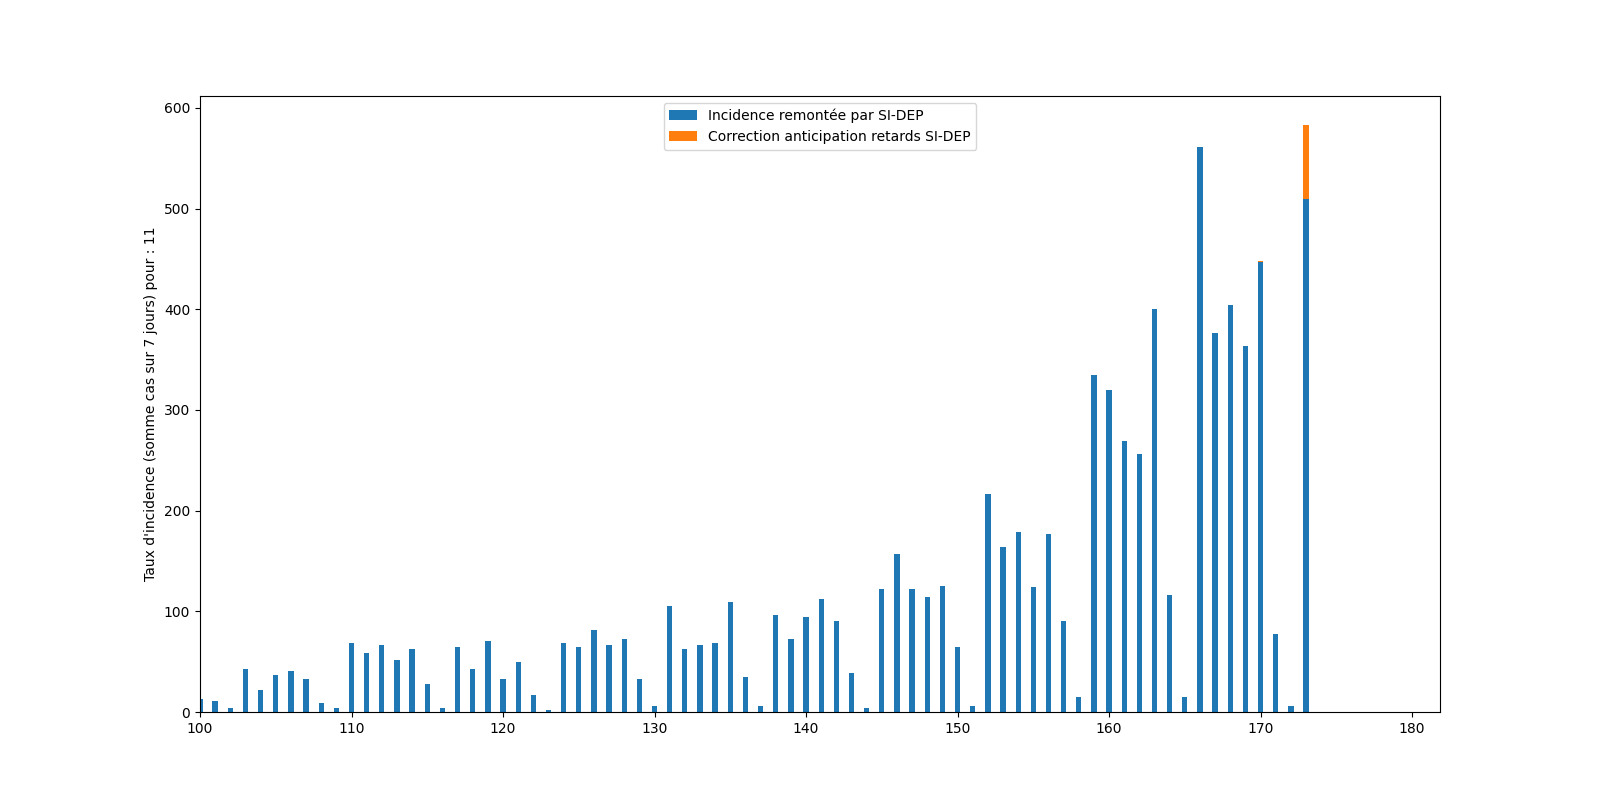 Incidence remontée par SI-DEP
Correction anticipation retards SI-DEP
Taux d'incidence (somme cas sur 7 jours) pour : 11
600
500
400
300
200
100
0
100 110 120 130 140 150 160 170 180